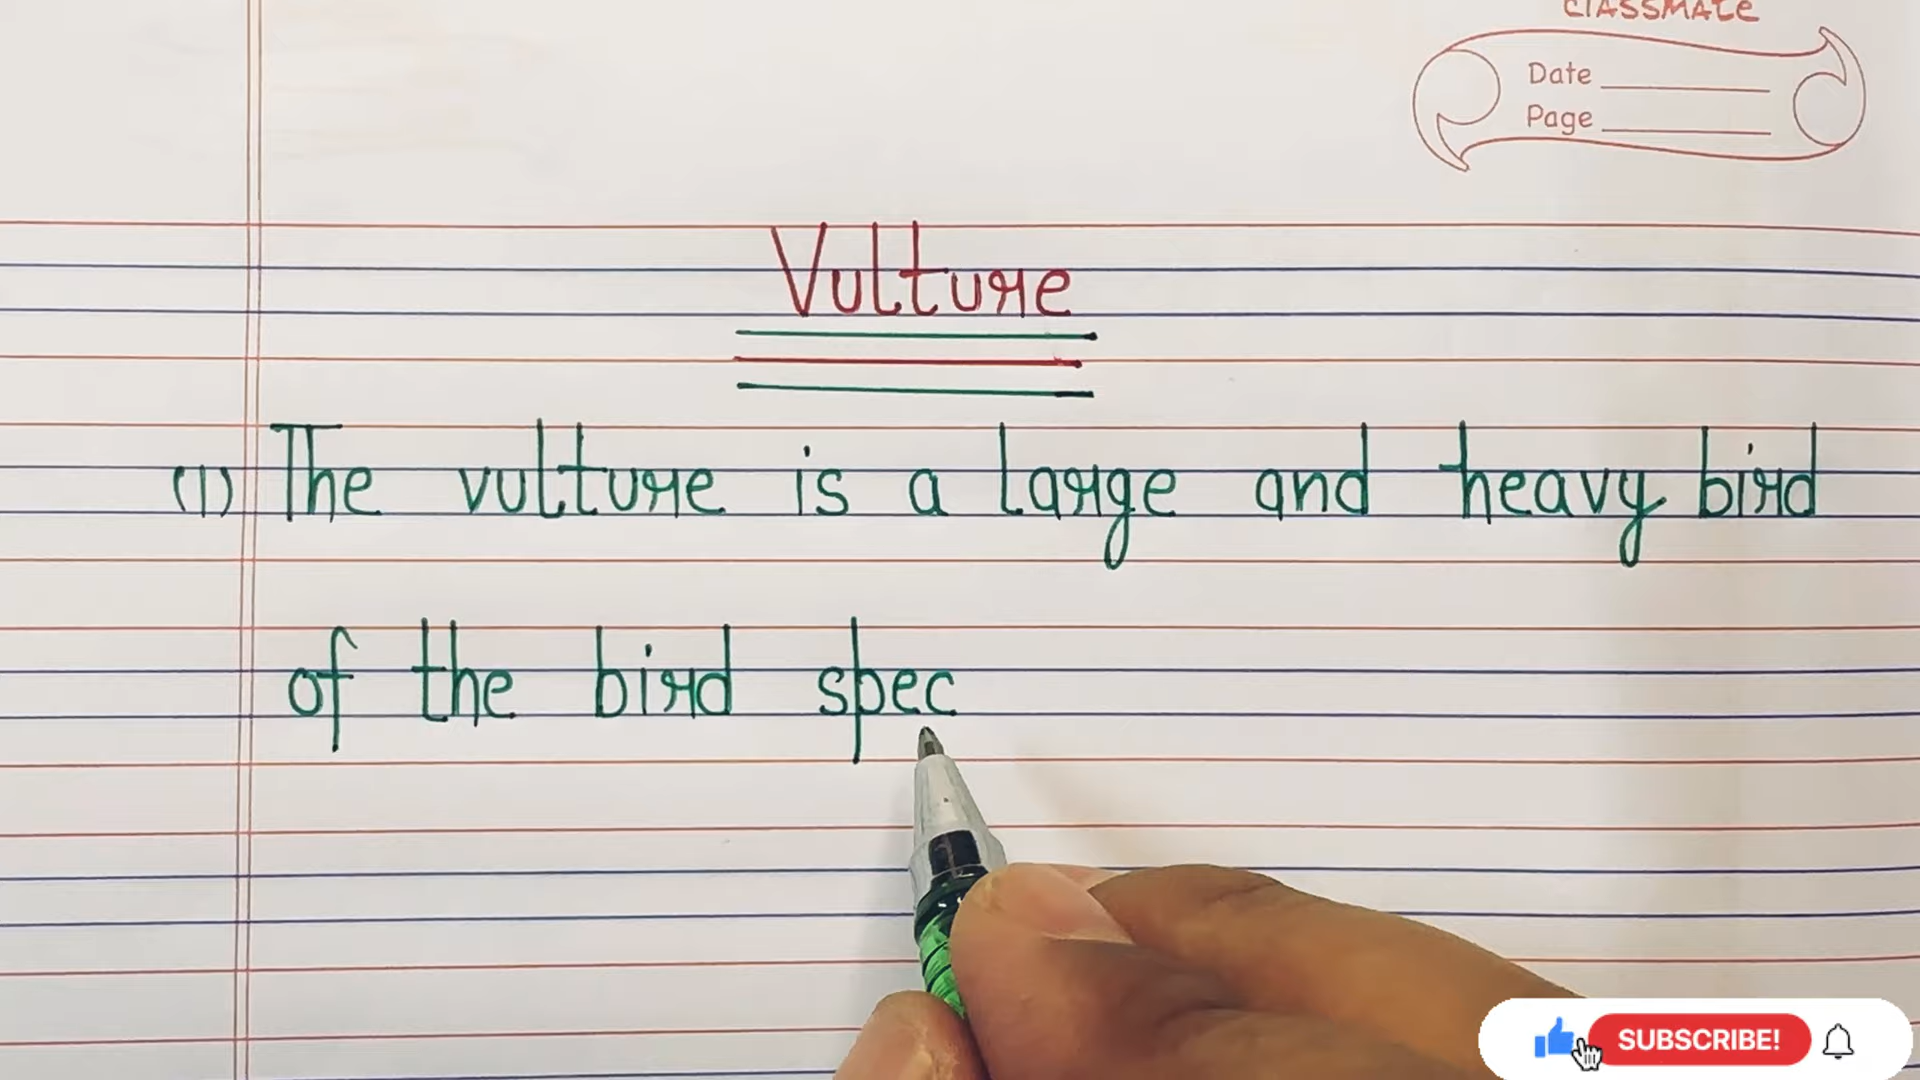 CLASSMATE
Date
Page
Vulture
(1) The vulture is a large and heavy bird
of the bird spec
SUBSCRIBE!